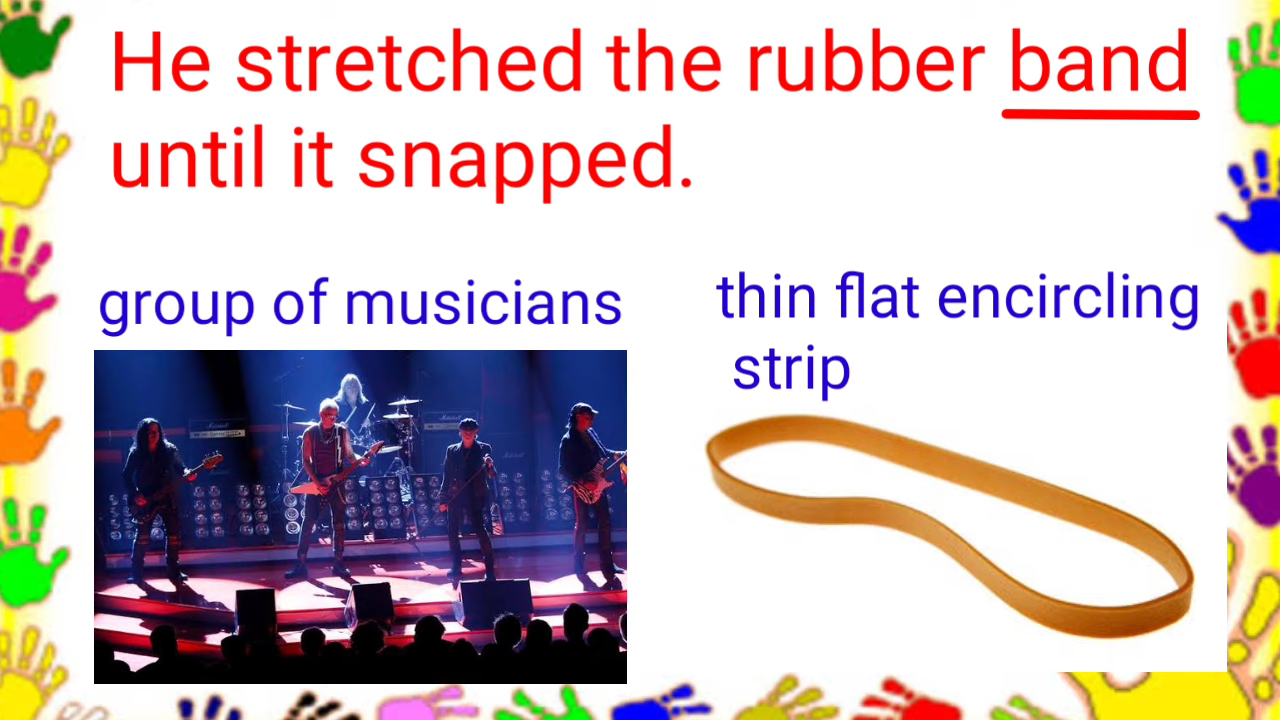 He stretched the rubber band
until it snapped.
group of musicians
thin flat encircling
strip